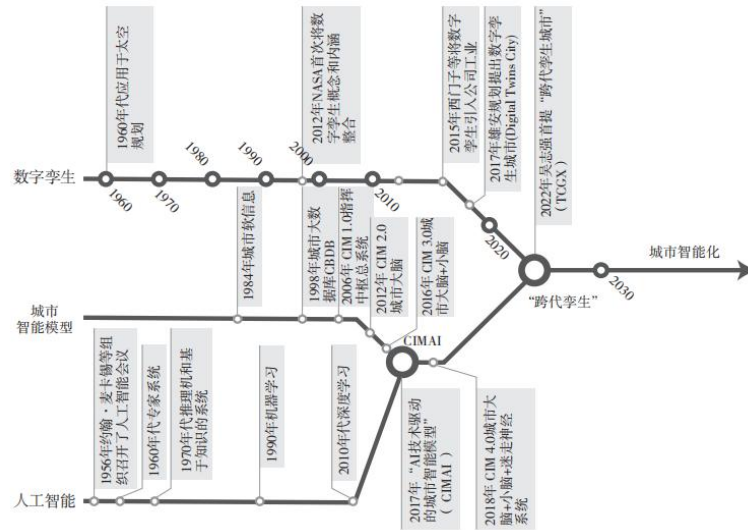 1960年代应用于太空
规划
2012年NASA首次将数
字孪生概念和内涵
整合
2015年西门子等将数字
孪生引入公司工业
2017年雄安规划提出数字孪
生城市(Digital Twins City)
2022年吴志强首提“跨代孪生城市”
(TCGX)
数字孪生
1960
1970
1980
1990
2000
2010
2020
2030
城市智能化
“跨代孪生”
1984年城市软信息
1998年城市大数
据库CBDB
2006年 CIM 1.0指挥
中枢总系统
2012年 CIM 2.0
城市大脑
2016年 CIM 3.0城
市大脑+小脑
城市
智能模型
CIMAI
1956年约翰·麦卡锡等组
织召开了人工智能会议
1960年代专家系统
1970年代推理机和基
于知识的系统
1990年机器学习
2010年代深度学习
2017年“AI技术驱动
的城市智能模型”
(CIMAI)
2018年 CIM 4.0城市大
脑+小脑+迷走神经
系统
人工智能